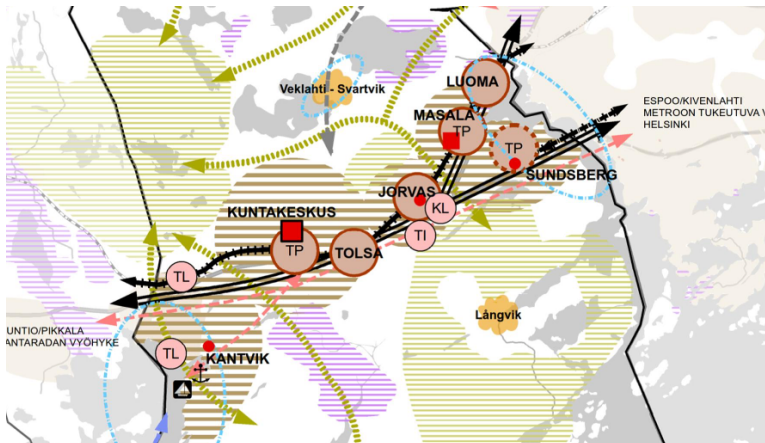 LUOMA
Veklahti - Svartvik
ESPOO/KIVENLAHTI
METROON TUKEUTUVA V
HELSINKI
MASALA
TP
TP
SUNDSBERG
JORVAS
KL
KUNTAKESKUS
TI
TP
TOLSA
TL
Långvik
UNTIO/PIKKALA
ANTARADAN VYÖHYKE
TL
KANTVIK